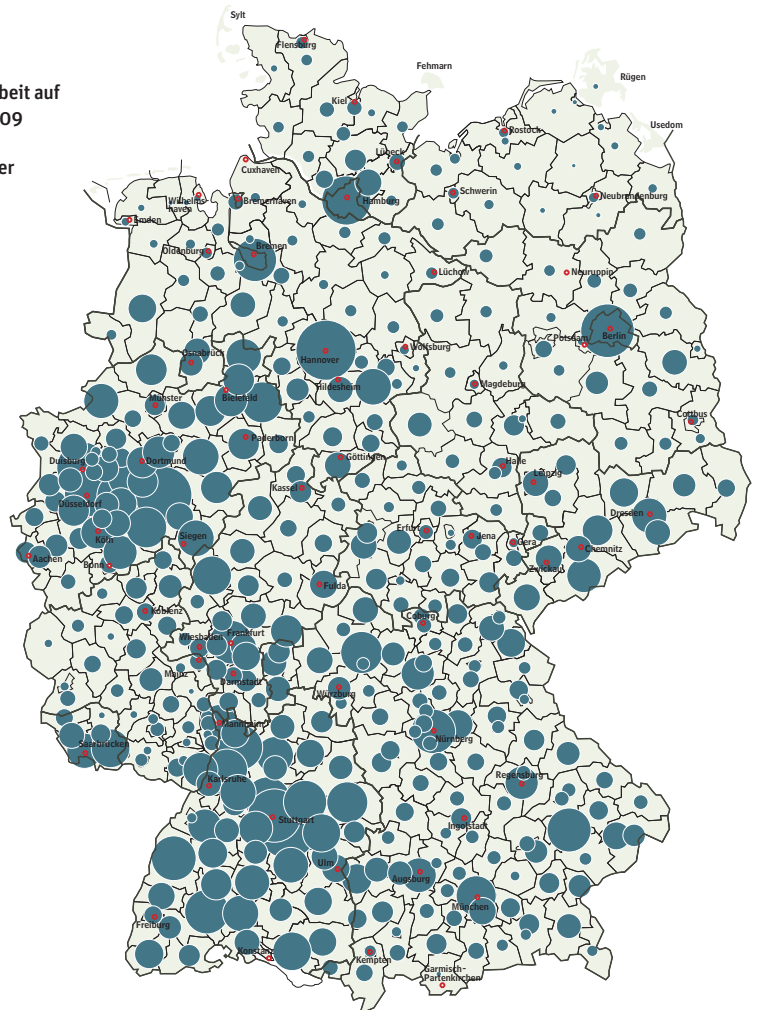 beit auf
09
er
Sylt
Flensburg
Fehmarn
Rügen
Kiel
Rostock
Usedom
Lübeck
Cuxhaven
Schwerin
Neubrandenburg
Wilhelms-
haven
Bremerhaven
Hamburg
Emden
Oldenburg
Bremen
Lüchow
Neuruppin
Potsdam
Berlin
Wolfsburg
Osnabrück
Hannover
Hildesheim
Magdeburg
Münster
Bielefeld
Cottbus
Paderborn
Duisburg
Dortmund
Göttingen
Halle
Leipzig
Kassel
Düsseldorf
Dresden
Köln
Siegen
Erfurt
Jena
Gera
Chemnitz
Aachen
Bonn
Zwickau
Fulda
Koblenz
Coburg
Wiesbaden
Frankfurt
Mainz
Darmstadt
Würzburg
Mannheim
Nürnberg
Saarbrücken
Karlsruhe
Regensburg
Stuttgart
Ingolstadt
Ulm
Augsburg
München
Freiburg
Konstanz
Kempten
Garmisch-
Partenkirchen